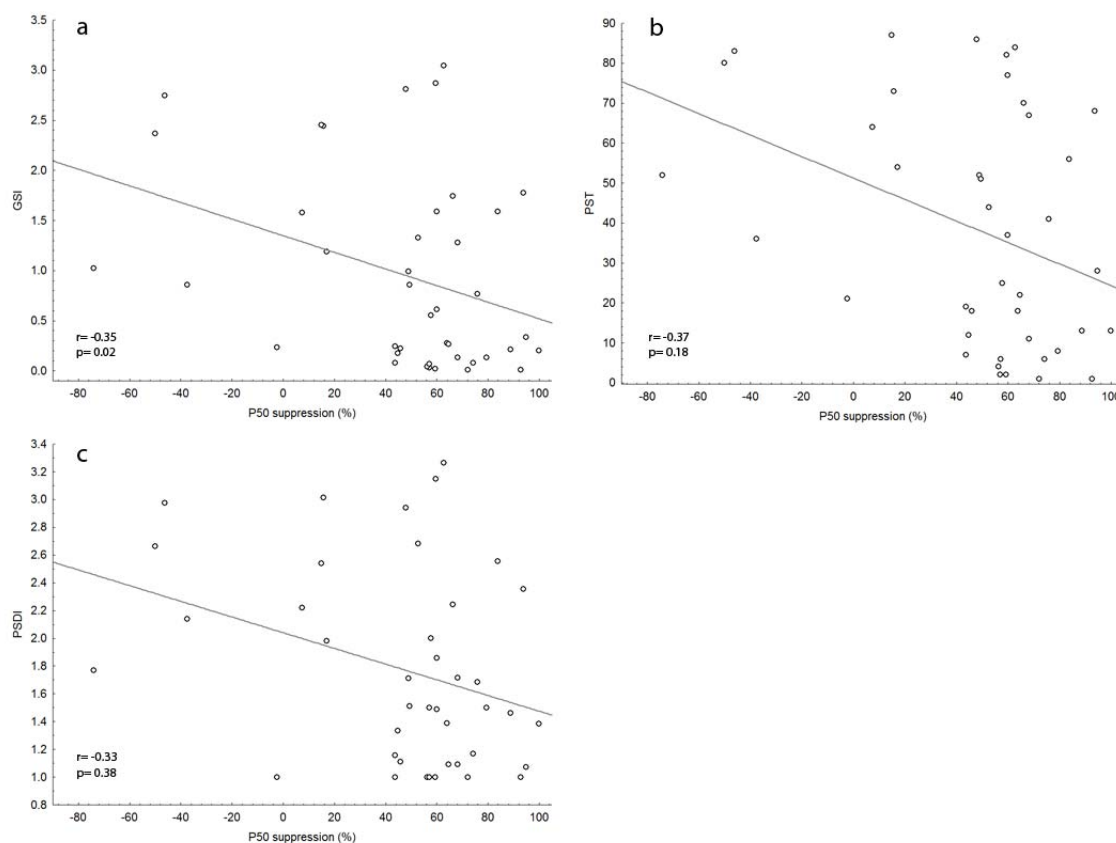 a
3.5
3.0
2.5
2.0
1.5
1.0
0.5
0.0
GSI
r= -0.35
p= 0.02
-80 -60 -40 -20 0 20 40 60 80 100
P50 suppression (%)
b
90
80
70
60
50
40
30
20
10
0
PST
r= -0.37
p= 0.18
-80 -60 -40 -20 0 20 40 60 80 100
P50 suppression (%)
c
3.4
3.2
3.0
2.8
2.6
2.4
2.2
2.0
1.8
1.6
1.4
1.2
1.0
0.8
PSDI
r= -0.33
p= 0.38
-80 -60 -40 -20 0 20 40 60 80 100
P50 suppression (%)